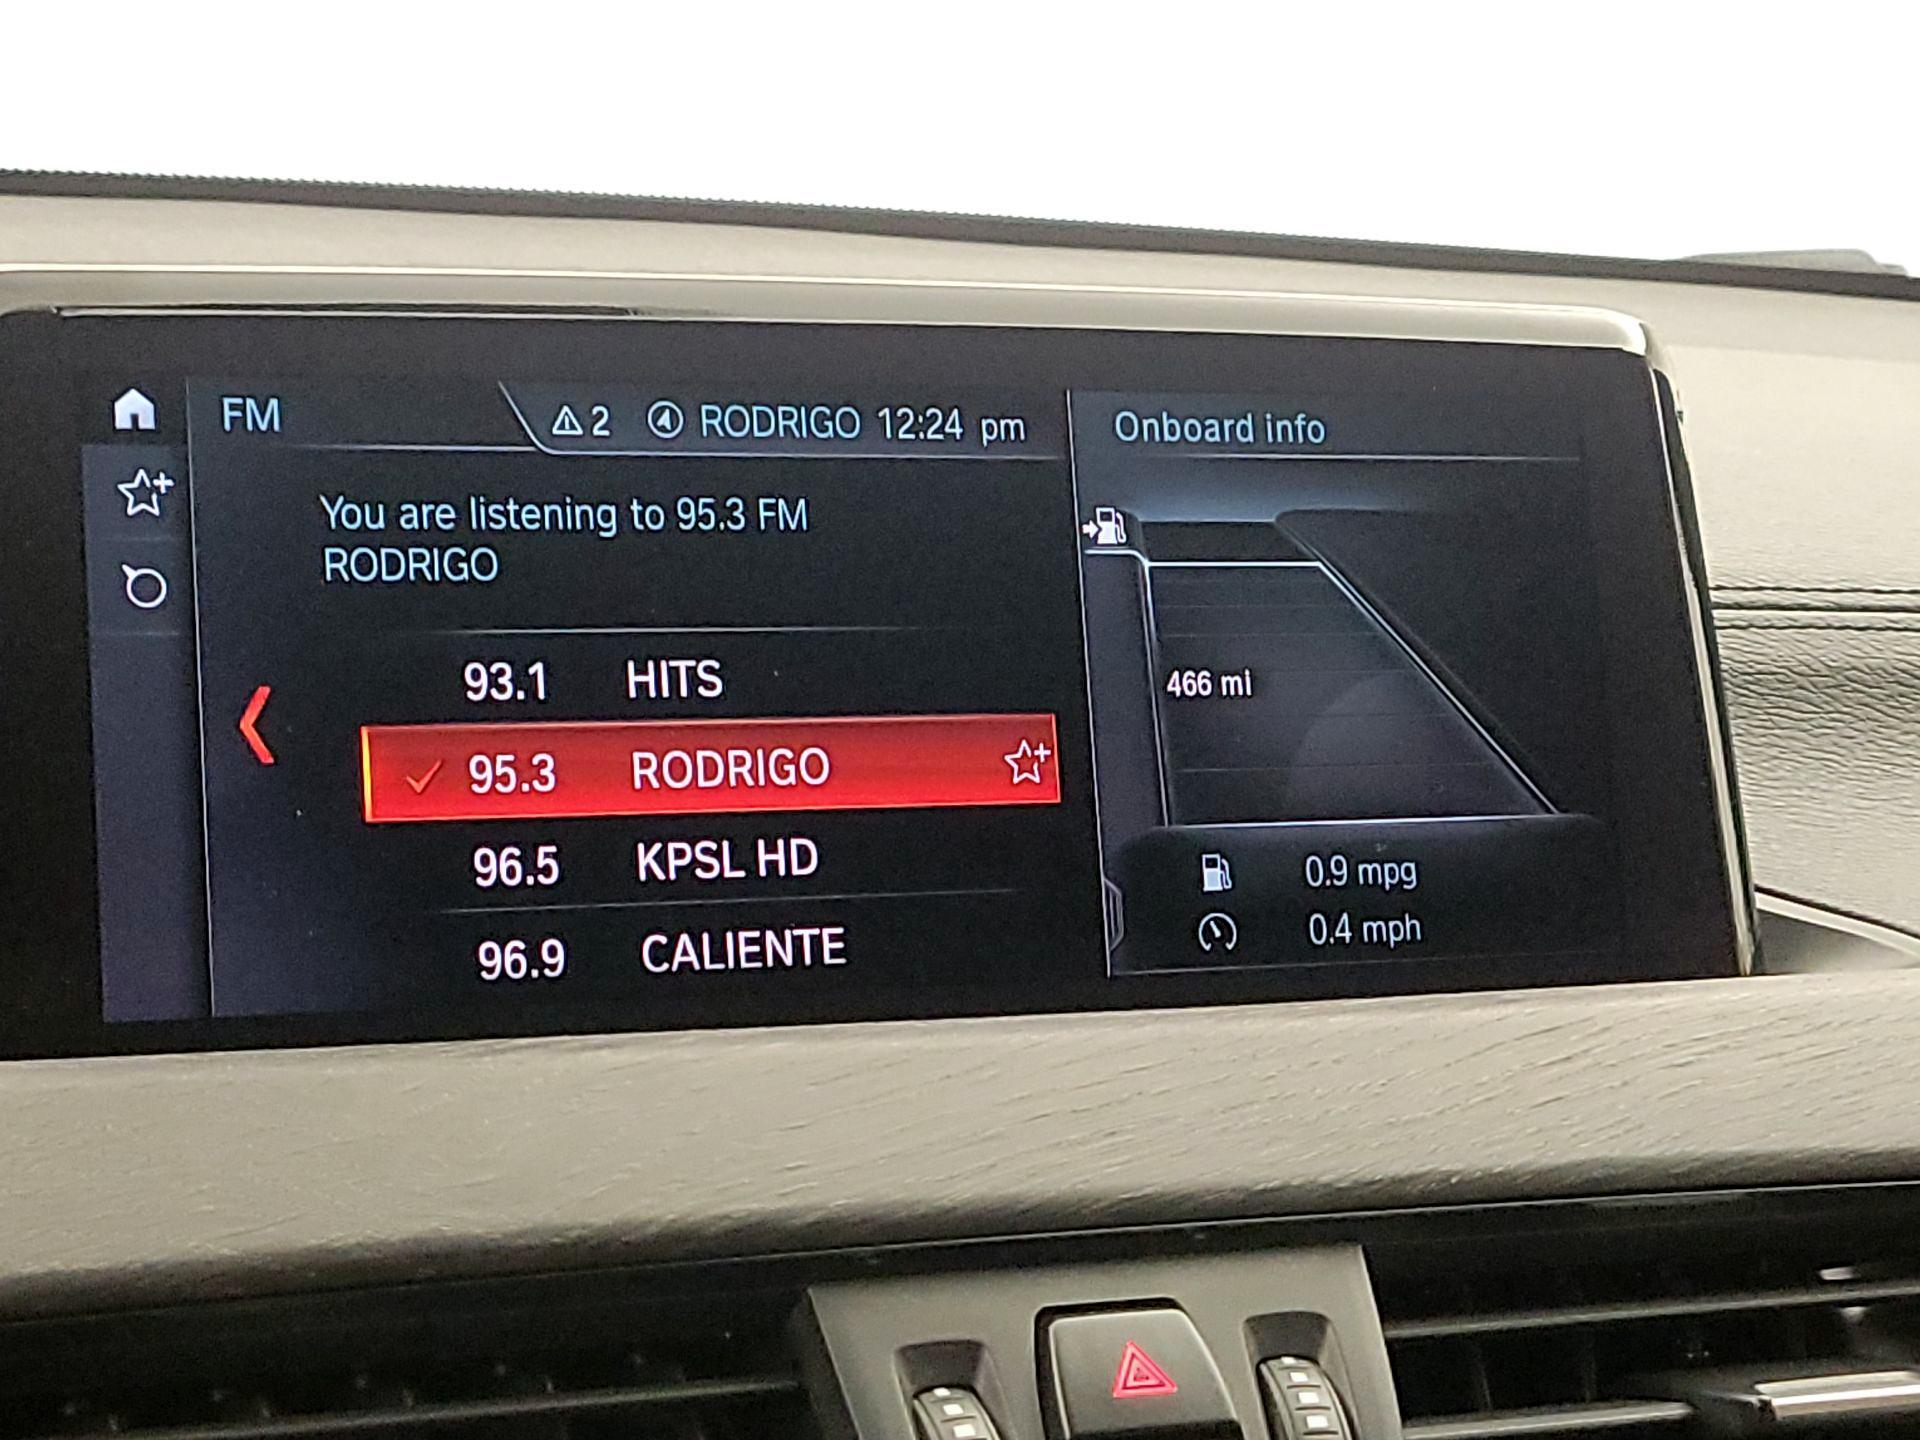 FM
2 RODRIGO 12:24 pm
Onboard info
You are listening to 95.3 FM
RODRIGO
93.1 HITS
95.3 RODRIGO
96.5 KPSL HD
96.9 CALIENTE
466 mi
0.9 mpg
0.4 mph